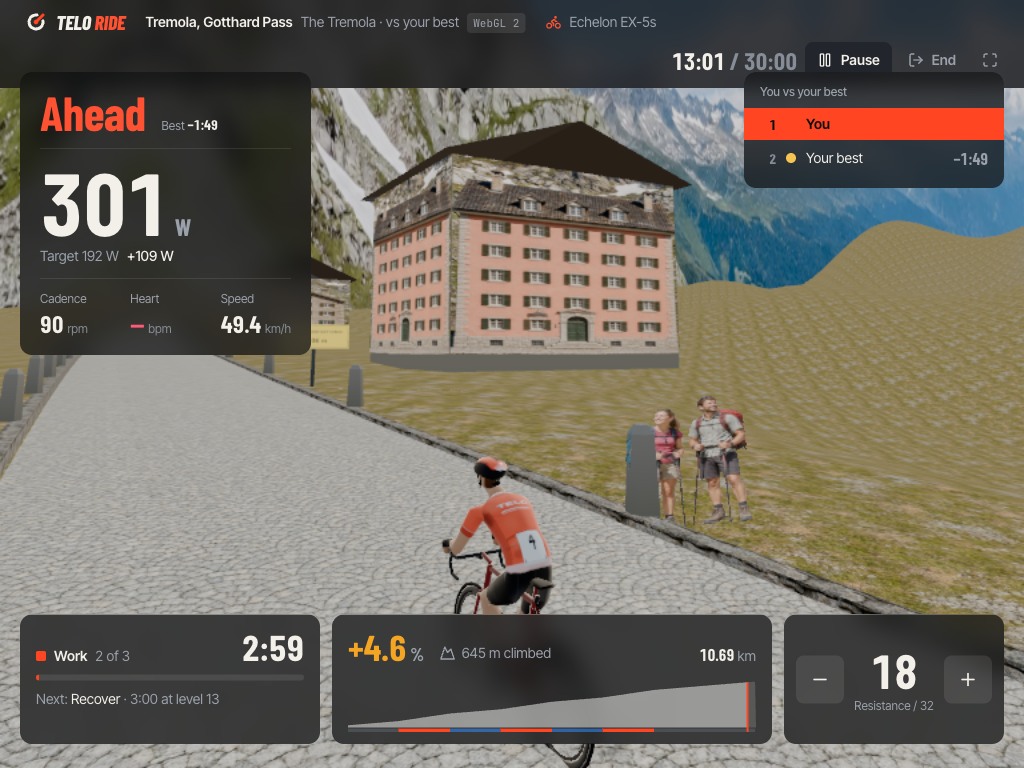 TELO RIDE Tremola, Gotthard Pass The Tremola · vs your best WebGL 2 Echelon EX-5s
13:01 / 30:00 Pause End
Ahead Best −1:49
301 W
Target 192 W +109 W
Cadence Heart Speed
90 rpm – bpm 49.4 km/h
You vs your best
1 You
2 Your best −1:49
TELO
4
Work 2 of 3 2:59
Next: Recover · 3:00 at level 13
+4.6 % 645 m climbed 10.69 km
− 18 +
Resistance / 32